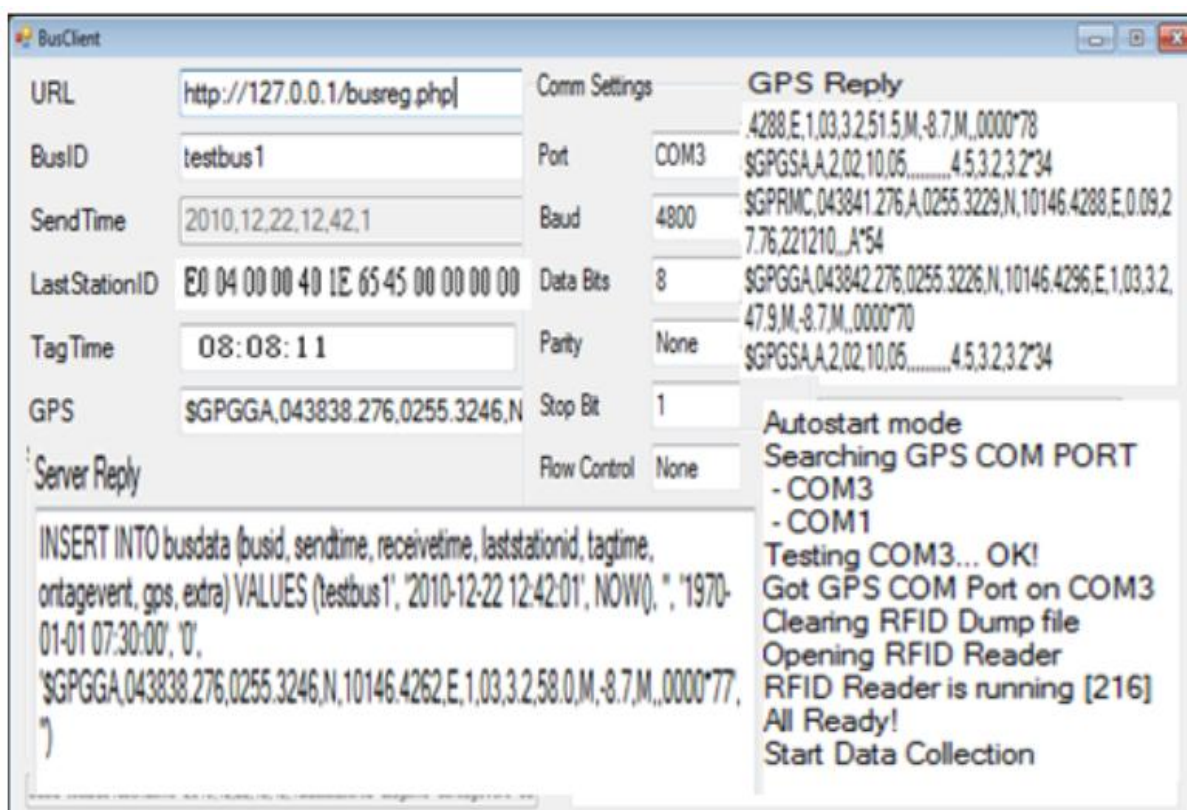 BusClient
URL
http://127.0.0.1/busreg.php
BusID
testbus1
SendTime
2010,12,22,12,42,1
LastStationID
E0 04 00 00 40 1E 65 45 00 00 00 00
TagTime
08:08:11
GPS
$GPGGA,043838.276,0255.3246,N
Comm Settings
Port
COM3
Baud
4800
Data Bits
8
Parity
None
Stop Bit
1
Flow Control
None
GPS Reply
.4288,E,1,03,3.2,51.5,M,-8.7,M,,0000*78
$GPGSA,A,2,02,10,05,,,,,,,,,,4.5,3.2,3.2*34
$GPRMC,043841.276,A,0255.3229,N,10146.4288,E,0.09,2
7.76,221210,,,A*54
$GPGGA,043842.276,0255.3226,N,10146.4296,E,1,03,3.2,
47.9,M,-8.7,M,,0000*70
$GPGSA,A,2,02,10,05,,,,,,,,,,4.5,3.2,3.2*34
Server Reply
INSERT INTO busdata (busid, sendtime, receivetime, laststationid, tagtime,
ontagevent, gps, extra) VALUES ('testbus1', '2010-12-22 12:42:01', NOW(), '', '1970-
01-01 07:30:00', '0',
'$GPGGA,043838.276,0255.3246,N,10146.4262,E,1,03,3.2,58.0,M,-8.7,M,,0000*77',
'')
Autostart mode
Searching GPS COM PORT
- COM3
- COM1
Testing COM3... OK!
Got GPS COM Port on COM3
Clearing RFID Dump file
Opening RFID Reader
RFID Reader is running [216]
All Ready!
Start Data Collection